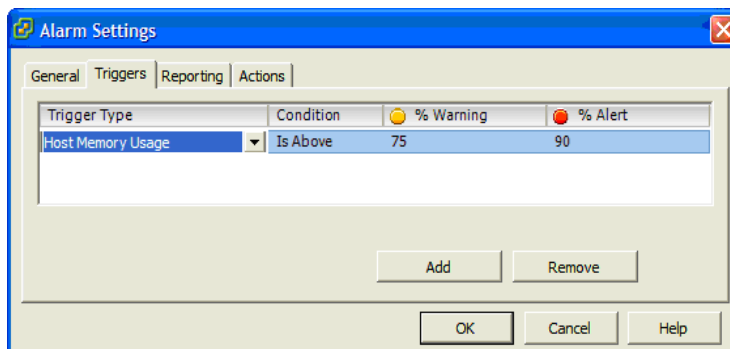 Alarm Settings
General Triggers Reporting Actions
Trigger Type Condition % Warning % Alert
Host Memory Usage Is Above 75 90
Add Remove
OK Cancel Help